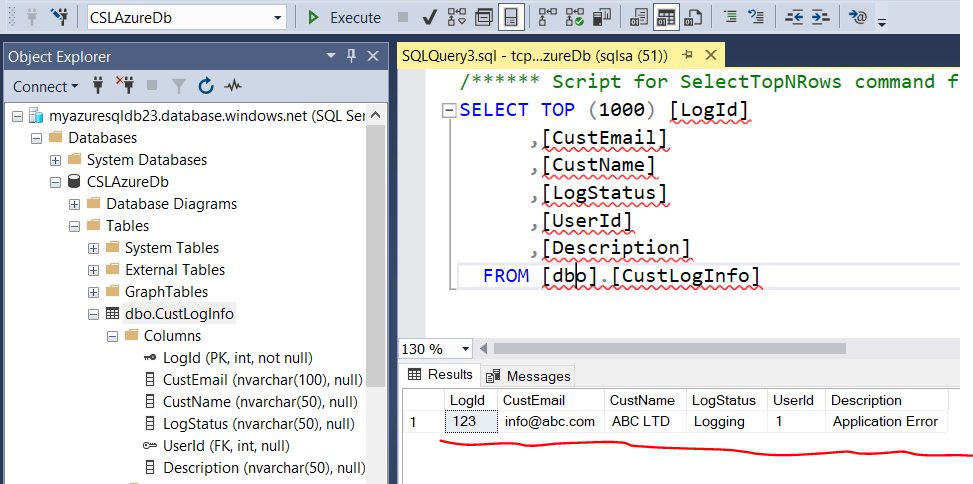 CSLAzureDb
Execute
Object Explorer
Connect
myazuresqldb23.database.windows.net (SQL Serv
Databases
System Databases
CSLAzureDb
Database Diagrams
Tables
System Tables
External Tables
GraphTables
dbo.CustLogInfo
Columns
LogId (PK, int, not null)
CustEmail (nvarchar(100), null)
CustName (nvarchar(50), null)
LogStatus (nvarchar(50), null)
UserId (FK, int, null)
Description (nvarchar(50), null)
SQLQuery3.sql - tcp...zureDb (sqlsa (51))
/****** Script for SelectTopNRows command f
SELECT TOP (1000) [LogId]
,[CustEmail]
,[CustName]
,[LogStatus]
,[UserId]
,[Description]
FROM [dbo].[CustLogInfo]
130 %
Results Messages
LogId CustEmail CustName LogStatus UserId Description
1 123 info@abc.com ABC LTD Logging 1 Application Error